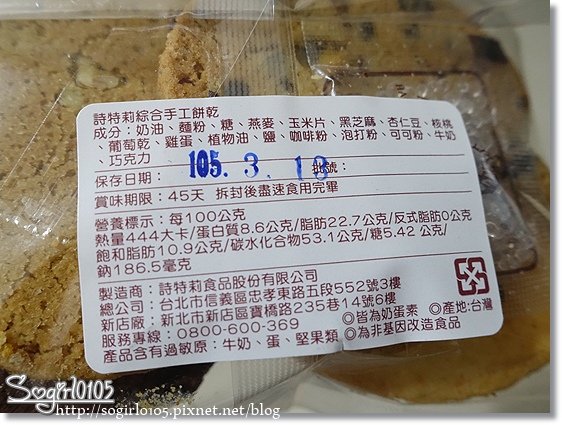 詩特莉綜合手工餅乾
成分：奶油、麵粉、糖、燕麥、玉米片、黑芝麻、杏仁豆、核桃
、葡萄乾、雞蛋、植物油、鹽、咖啡粉、泡打粉、可可粉、牛奶
、巧克力
保存日期： 105. 3. 18 批號：
賞味期限：45天 拆封後盡速食用完畢
營養標示：每100公克
熱量444大卡/蛋白質8.6公克/脂肪22.7公克/反式脂肪0公克
飽和脂肪10.9公克/碳水化合物53.1公克/糖5.42 公克/
鈉186.5毫克
製造商：詩特莉食品股份有限公司
總公司：台北市信義區忠孝東路五段552號3樓
新店廠：新北市新店區寶橋路235巷14號6樓
服務專線：0800-600-369 ◎皆為奶蛋素 ◎產地:台灣
產品含有過敏原：牛奶、蛋、堅果類 ◎為非基因改造食品
Sogirl0105
http://sogirl0105.pixnet.net/blog